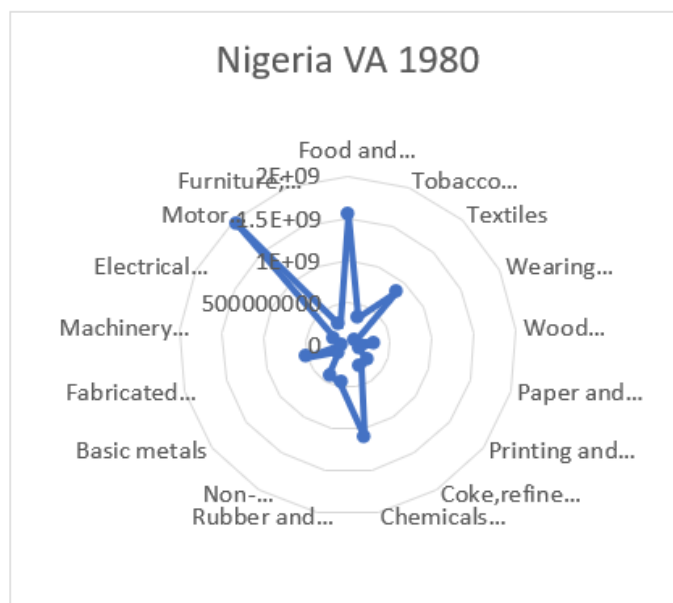 Nigeria VA 1980
Food and...
Tobacco...
Textiles
Wearing...
Wood...
Paper and...
Printing and...
Coke,refine...
Chemicals...
Rubber and...
Non-...
Basic metals
Fabricated...
Machinery...
Electrical...
Motor...
Furniture;...
2E+09
1.5E+09
1E+09
500000000
0